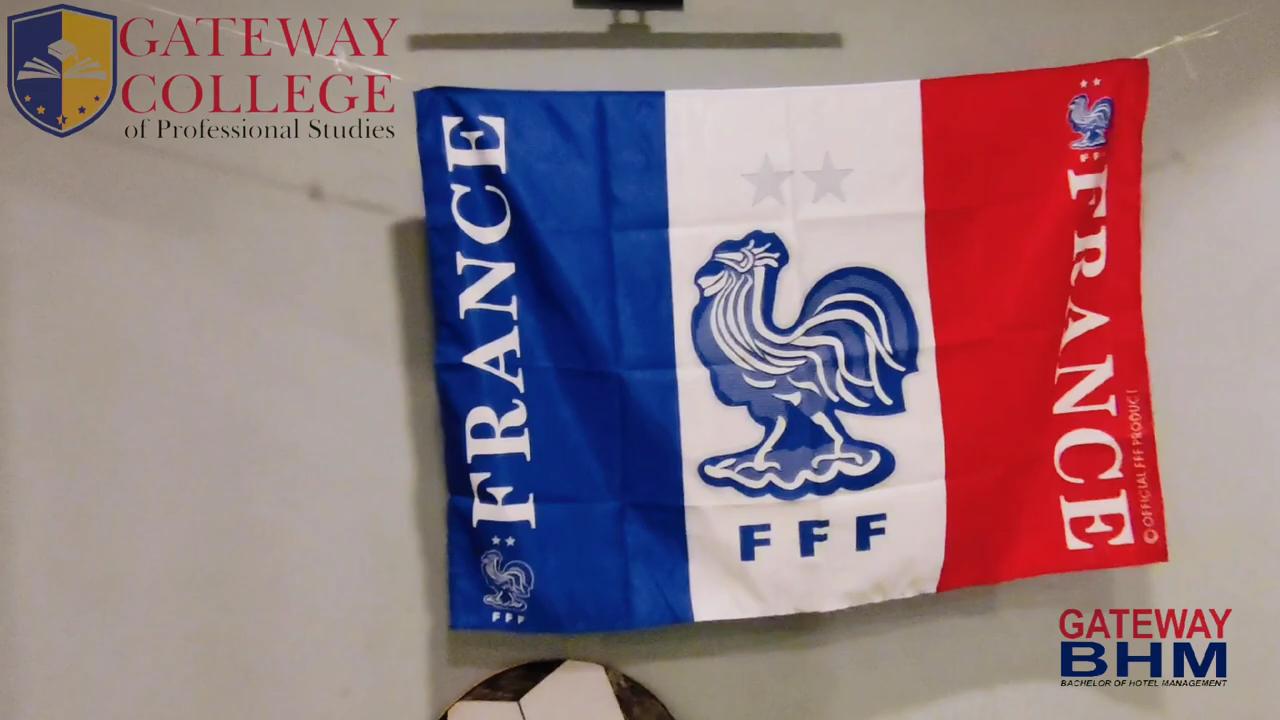 GATEWAY
COLLEGE
of Professional Studies
FRANCE
FFF
FFF
FRANCE
© OFFICIAL FFF PRODUCT
GATEWAY
BHM
BACHELOR OF HOTEL MANAGEMENT